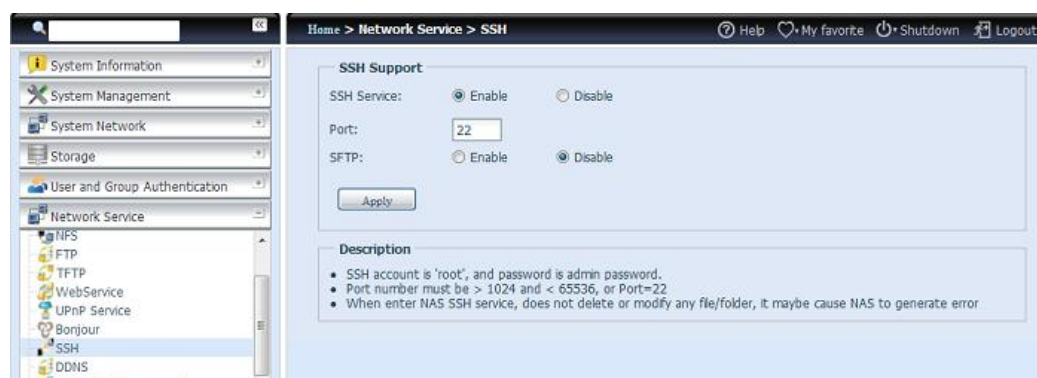 Home > Network Service > SSH
Help My favorite Shutdown Logout
System Information
System Management
System Network
Storage
User and Group Authentication
Network Service
NFS
FTP
TFTP
WebService
UPnP Service
Bonjour
SSH
DDNS
SSH Support
SSH Service: Enable Disable
Port: 22
SFTP: Enable Disable
Apply
Description
SSH account is 'root', and password is admin password.
Port number must be > 1024 and < 65536, or Port=22
When enter NAS SSH service, does not delete or modify any file/folder, it maybe cause NAS to generate error